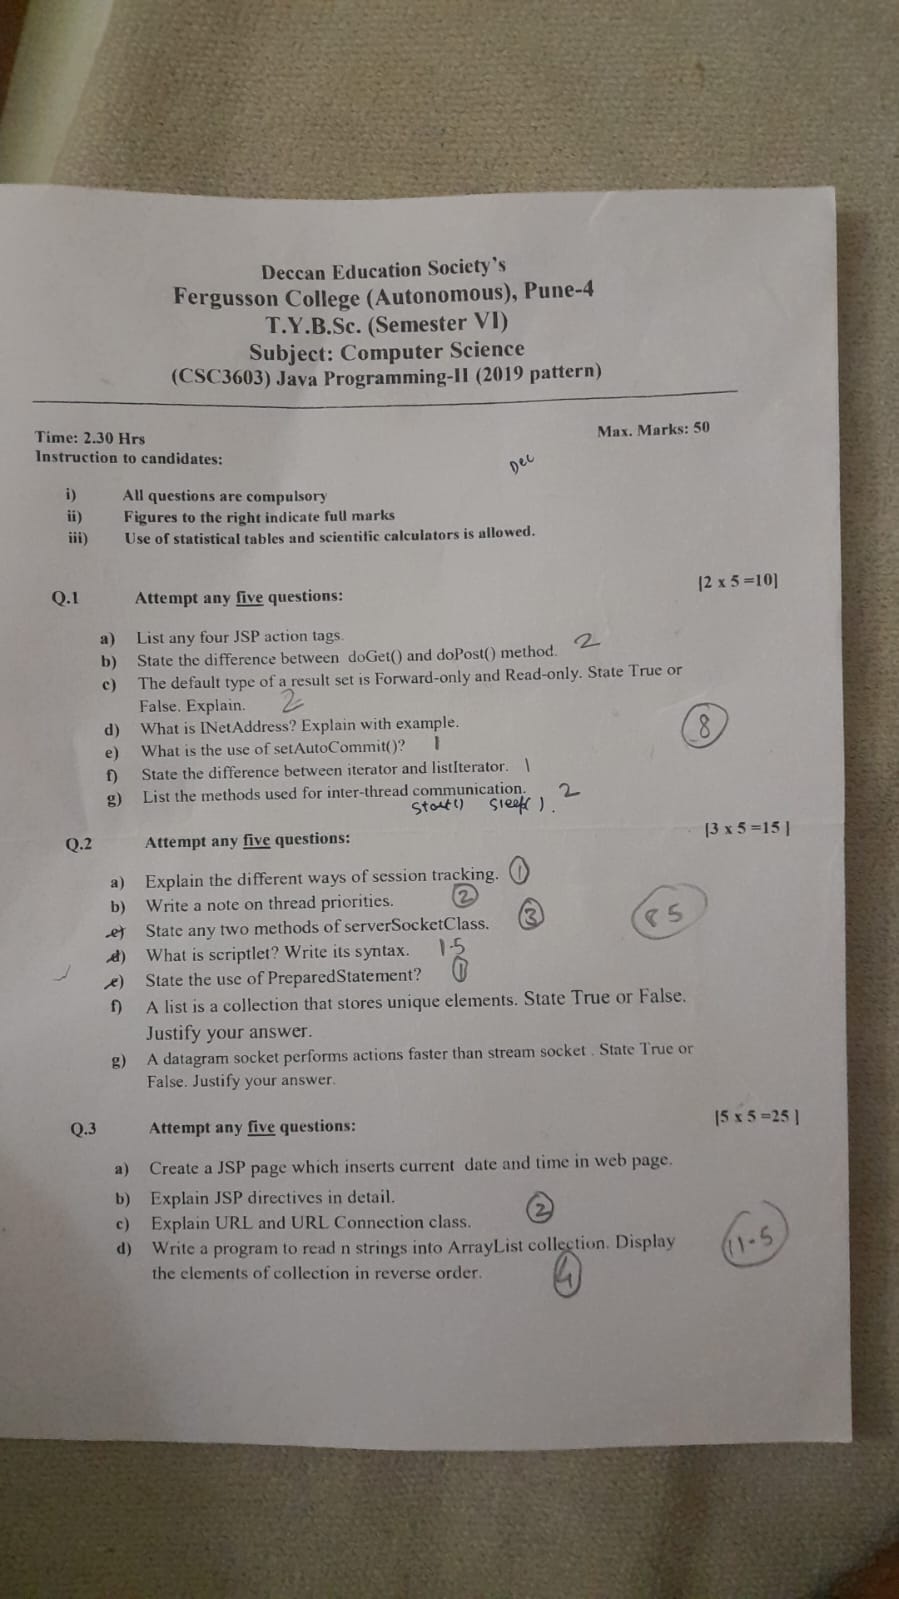 Deccan Education Society's
Fergusson College (Autonomous), Pune-4
T.Y.B.Sc. (Semester VI)
Subject: Computer Science
(CSC3603) Java Programming-II (2019 pattern)
Time: 2.30 Hrs Max. Marks: 50
Instruction to candidates:
Dec
i) All questions are compulsory
ii) Figures to the right indicate full marks
iii) Use of statistical tables and scientific calculators is allowed.
Q.1 Attempt any five questions: [2 x 5 =10]
a) List any four JSP action tags.
b) State the difference between doGet() and doPost() method. 2
c) The default type of a result set is Forward-only and Read-only. State True or
False. Explain. 2
d) What is INetAddress? Explain with example. 8
e) What is the use of setAutoCommit()? 1
f) State the difference between iterator and listIterator. 1
g) List the methods used for inter-thread communication. 2
start() sleep().
Q.2 Attempt any five questions: [3 x 5 =15]
a) Explain the different ways of session tracking. 1
b) Write a note on thread priorities. 2
c) State any two methods of serverSocketClass. 3 8 5
d) What is scriptlet? Write its syntax. 1.5
e) State the use of PreparedStatement? 1
f) A list is a collection that stores unique elements. State True or False.
Justify your answer.
g) A datagram socket performs actions faster than stream socket . State True or
False. Justify your answer.
Q.3 Attempt any five questions: [5 x 5 =25]
a) Create a JSP page which inserts current date and time in web page.
b) Explain JSP directives in detail.
c) Explain URL and URL Connection class. 2
d) Write a program to read n strings into ArrayList collection. Display 11.5
the elements of collection in reverse order. 4